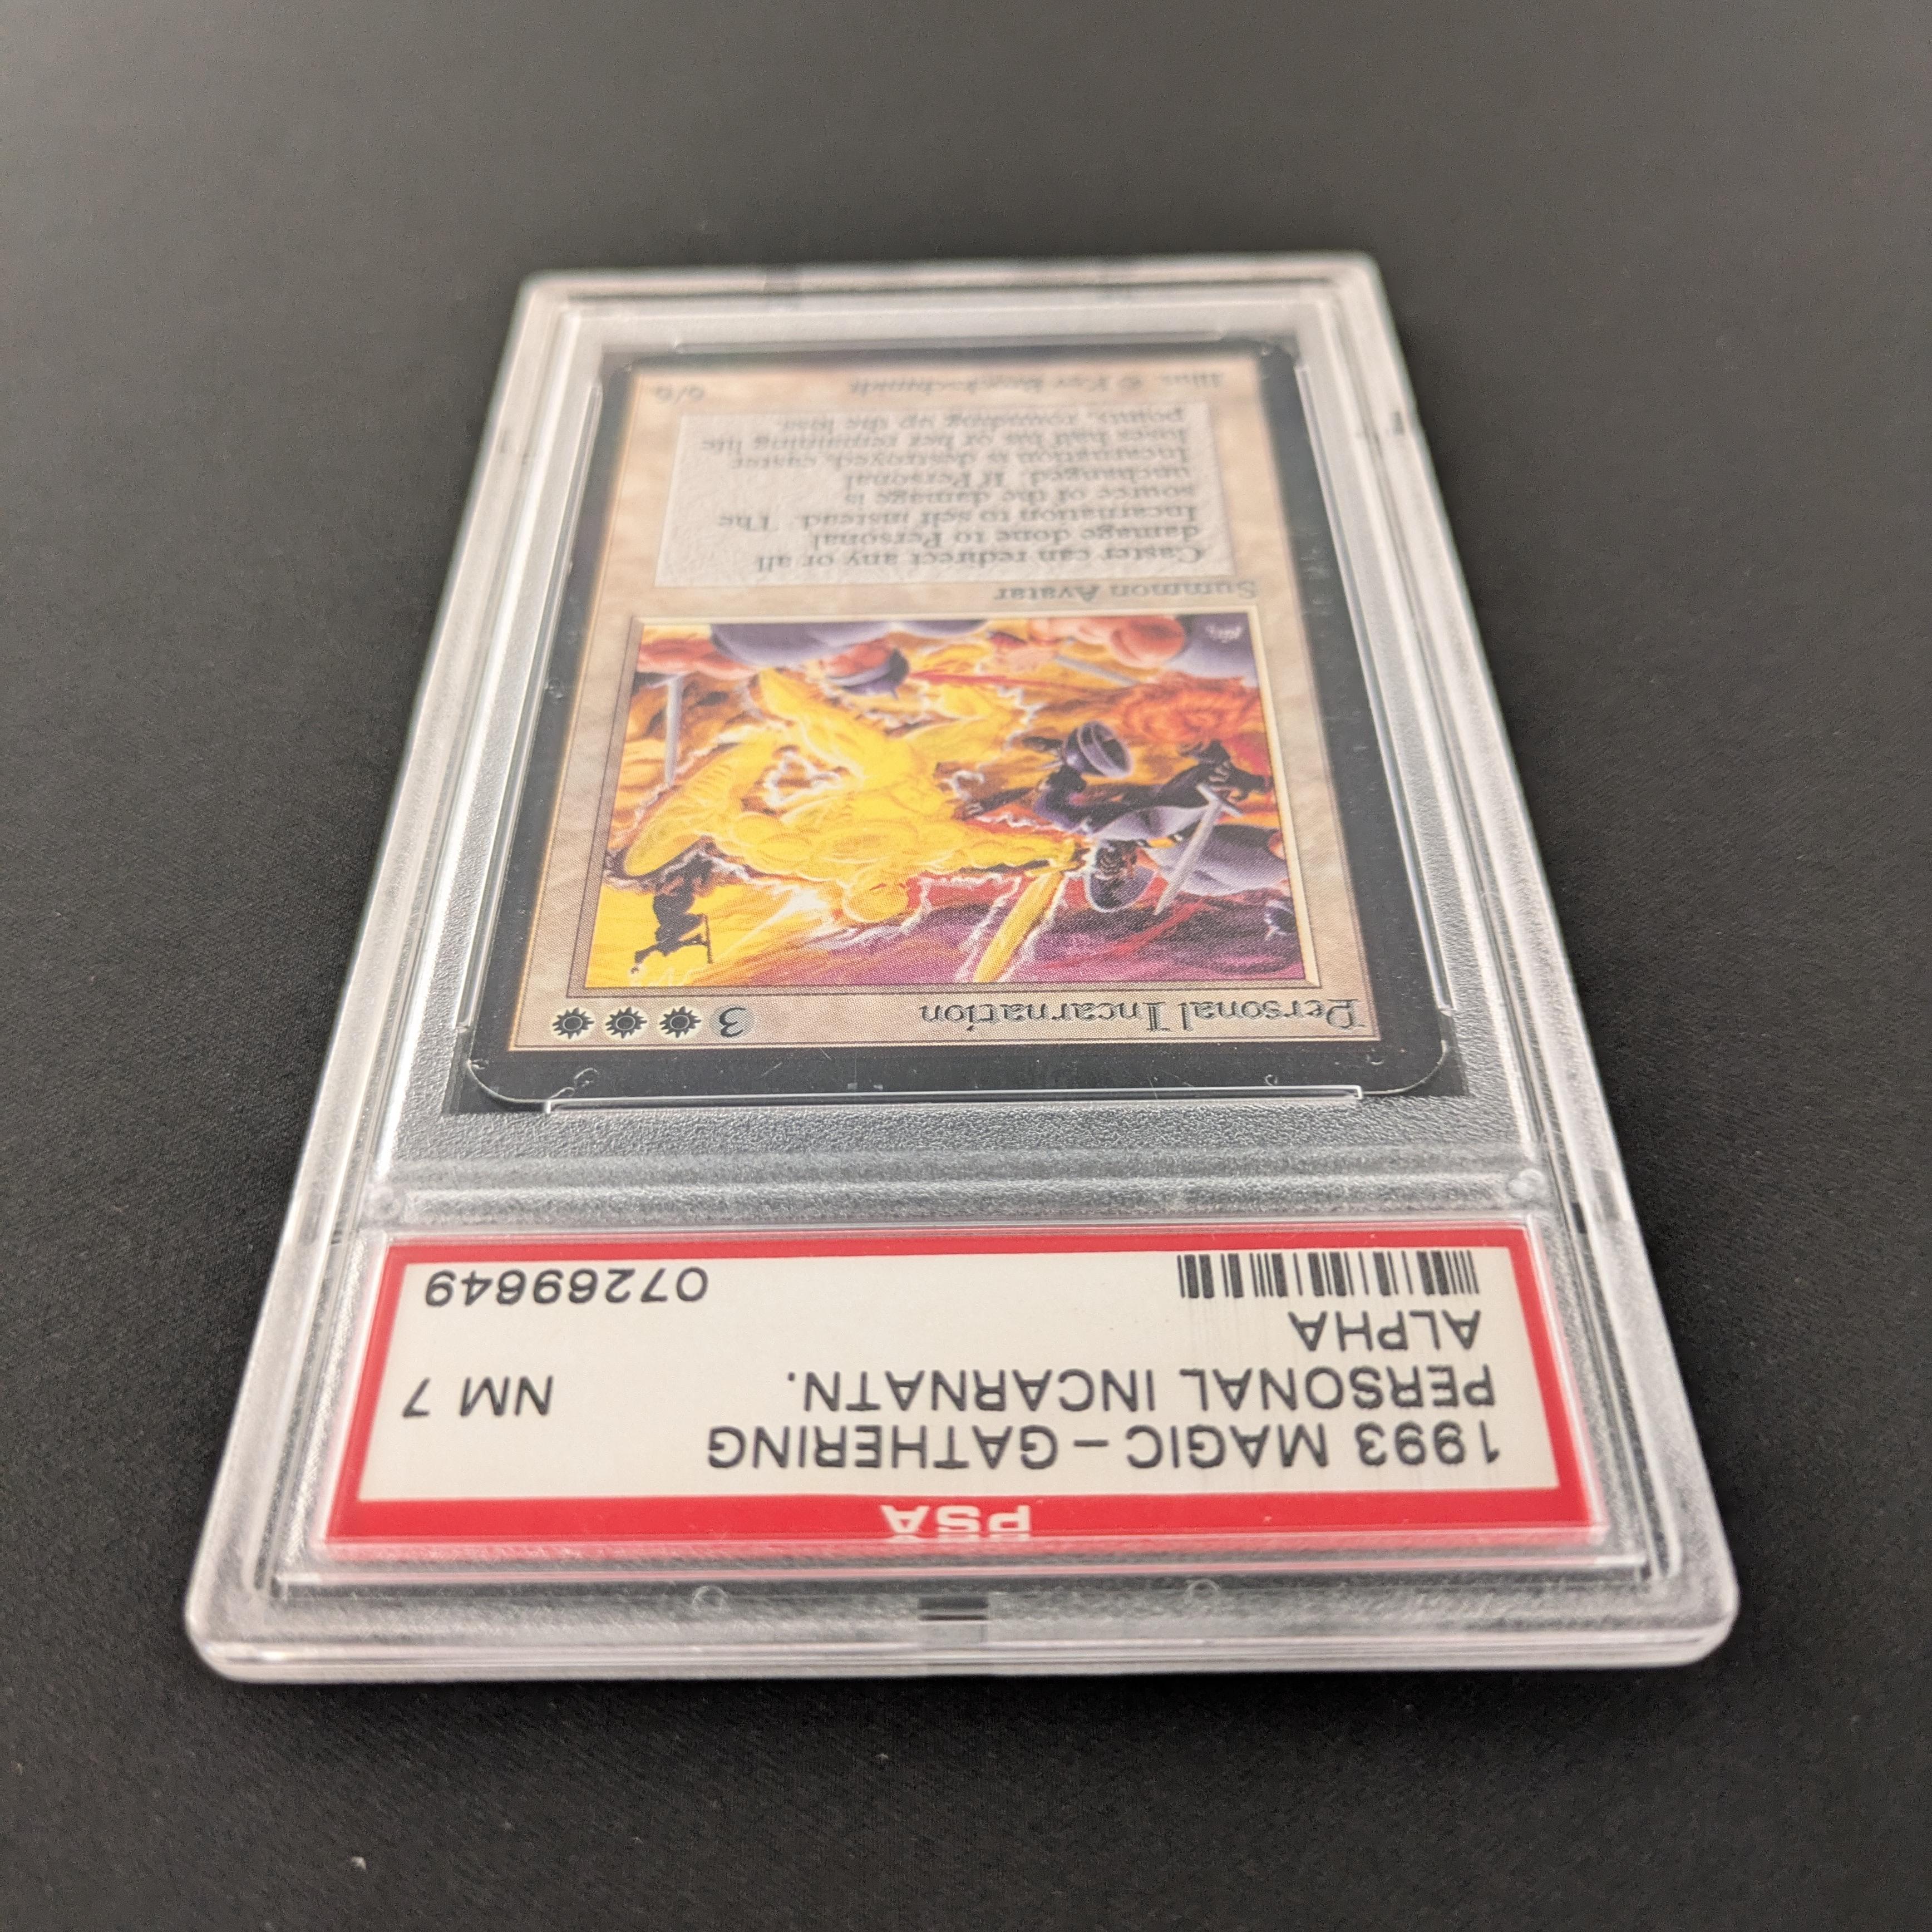 PSA
1993 MAGIC - GATHERING
PERSONAL INCARNATN. NM 7
ALPHA
07269649
Personal Incarnation 3
Summon Avatar
Caster can redirect any or all
damage done to Personal
Incarnation to self instead. The
source of the damage is
unchanged. If Personal
Incarnation is destroyed, caster
loses half his or her remaining life
points, rounding up the loss.
Illus. ©
6/6